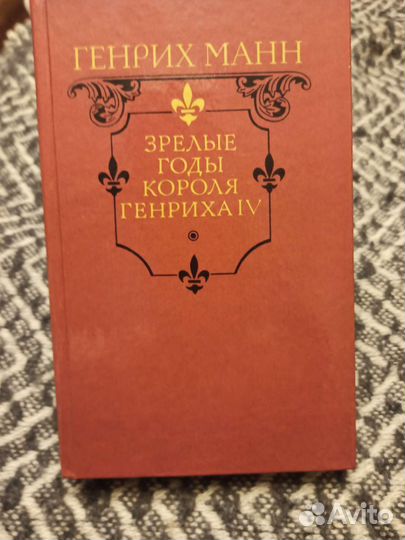 ГЕНРИХ МАНН
ЗРЕЛЫЕ
ГОДЫ
КОРОЛЯ
ГЕНРИХА IV
Avito